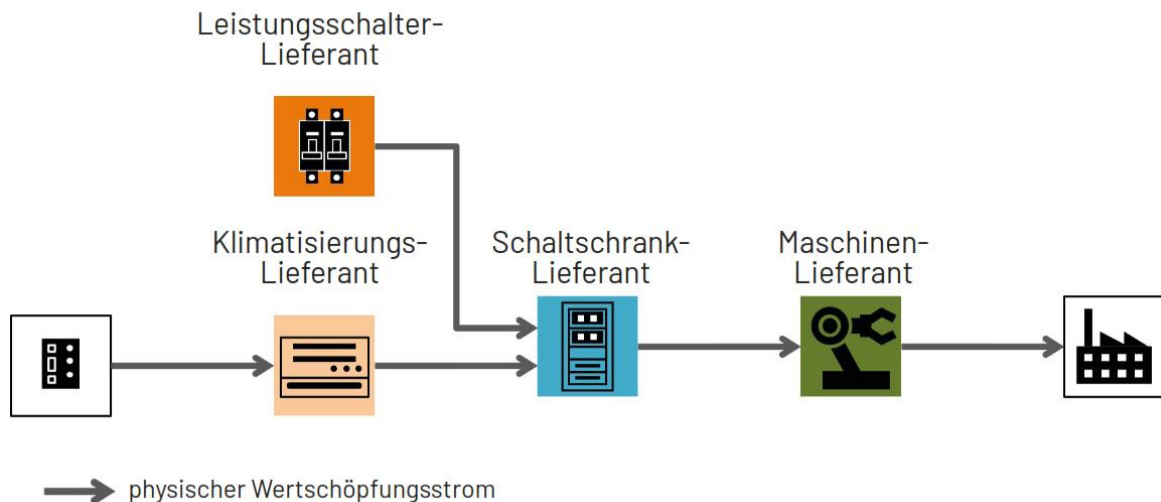 Leistungsschalter-
Lieferant
Klimatisierungs-
Lieferant
Schaltschrank-
Lieferant
Maschinen-
Lieferant
physischer Wertschöpfungsstrom